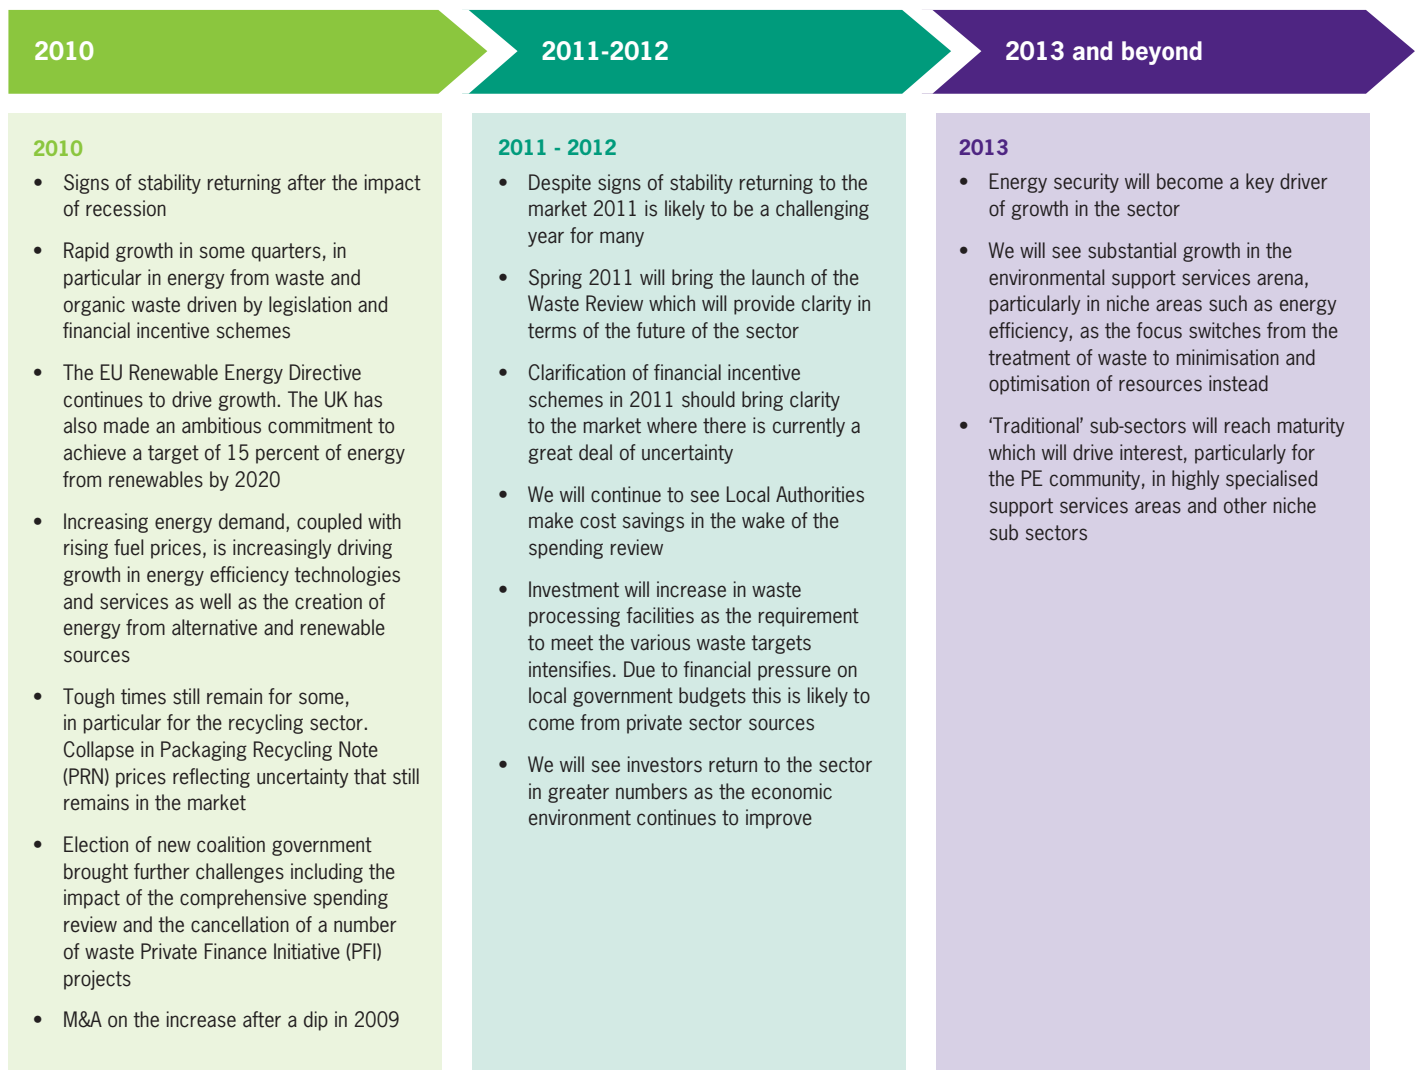 2010
2011-2012
2013 and beyond
2010
• Signs of stability returning after the impact
of recession
• Rapid growth in some quarters, in
particular in energy from waste and
organic waste driven by legislation and
financial incentive schemes
• The EU Renewable Energy Directive
continues to drive growth. The UK has
also made an ambitious commitment to
achieve a target of 15 percent of energy
from renewables by 2020
• Increasing energy demand, coupled with
rising fuel prices, is increasingly driving
growth in energy efficiency technologies
and services as well as the creation of
energy from alternative and renewable
sources
• Tough times still remain for some,
in particular for the recycling sector.
Collapse in Packaging Recycling Note
(PRN) prices reflecting uncertainty that still
remains in the market
• Election of new coalition government
brought further challenges including the
impact of the comprehensive spending
review and the cancellation of a number
of waste Private Finance Initiative (PFI)
projects
• M&A on the increase after a dip in 2009
2011 - 2012
• Despite signs of stability returning to the
market 2011 is likely to be a challenging
year for many
• Spring 2011 will bring the launch of the
Waste Review which will provide clarity in
terms of the future of the sector
• Clarification of financial incentive
schemes in 2011 should bring clarity
to the market where there is currently a
great deal of uncertainty
• We will continue to see Local Authorities
make cost savings in the wake of the
spending review
• Investment will increase in waste
processing facilities as the requirement
to meet the various waste targets
intensifies. Due to financial pressure on
local government budgets this is likely to
come from private sector sources
• We will see investors return to the sector
in greater numbers as the economic
environment continues to improve
2013
• Energy security will become a key driver
of growth in the sector
• We will see substantial growth in the
environmental support services arena,
particularly in niche areas such as energy
efficiency, as the focus switches from the
treatment of waste to minimisation and
optimisation of resources instead
• ‘Traditional’ sub-sectors will reach maturity
which will drive interest, particularly for
the PE community, in highly specialised
support services areas and other niche
sub sectors